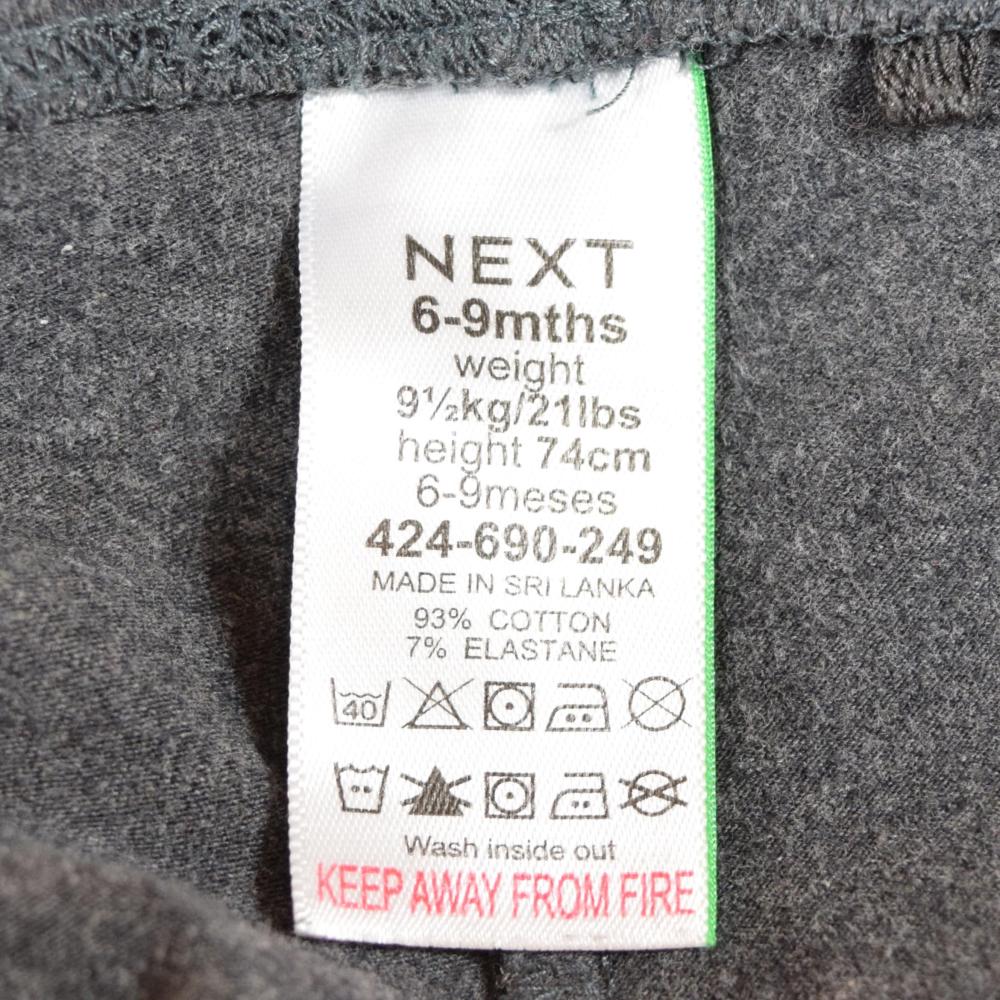 NEXT
6-9mths
weight
9½kg/21lbs
height 74cm
6-9meses
424-690-249
MADE IN SRI LANKA
93% COTTON
7% ELASTANE
40
Wash inside out
KEEP AWAY FROM FIRE